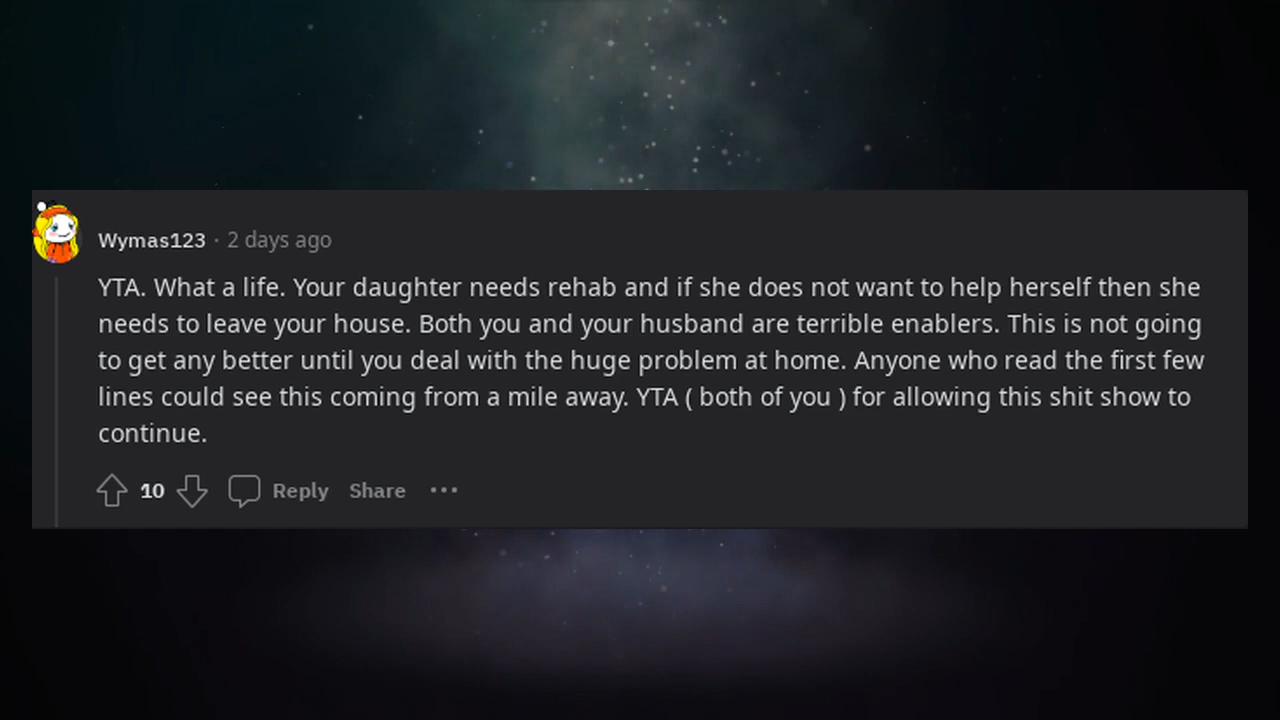 Wymas123 · 2 days ago
YTA. What a life. Your daughter needs rehab and if she does not want to help herself then she
needs to leave your house. Both you and your husband are terrible enablers. This is not going
to get any better until you deal with the huge problem at home. Anyone who read the first few
lines could see this coming from a mile away. YTA ( both of you ) for allowing this shit show to
continue.
10 Reply Share ···